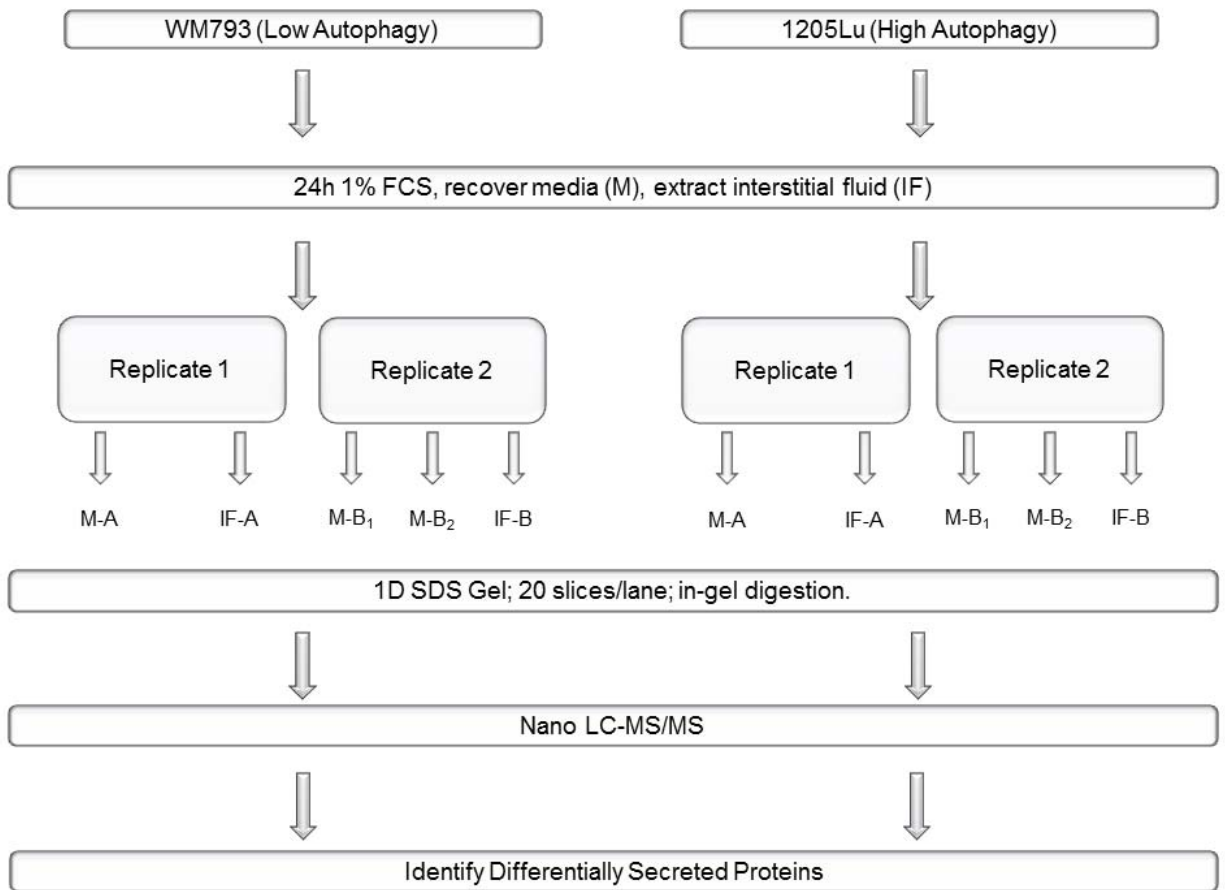 WM793 (Low Autophagy) 1205Lu (High Autophagy)
24h 1% FCS, recover media (M), extract interstitial fluid (IF)
Replicate 1 Replicate 2 Replicate 1 Replicate 2
M-A IF-A M-B₁ M-B₂ IF-B M-A IF-A M-B₁ M-B₂ IF-B
1D SDS Gel; 20 slices/lane; in-gel digestion.
Nano LC-MS/MS
Identify Differentially Secreted Proteins